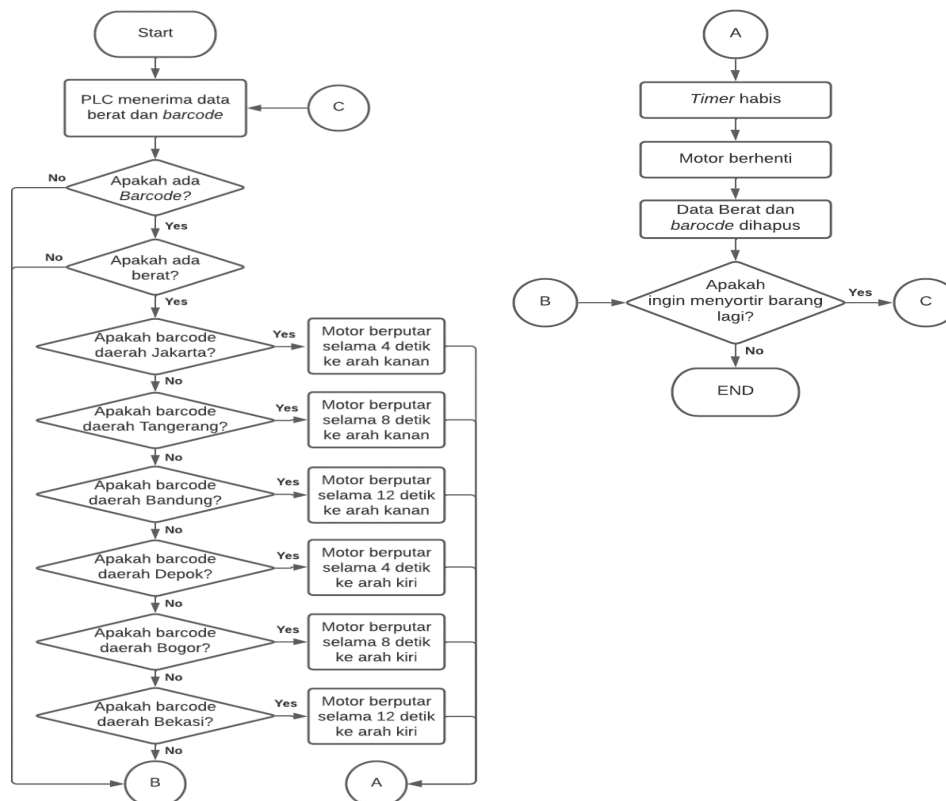 Start
PLC menerima data
berat dan barcode
C
No
Apakah ada
Barcode?
Yes
No
Apakah ada
berat?
Yes
Apakah barcode
daerah Jakarta?
Yes
Motor berputar
selama 4 detik
ke arah kanan
No
Apakah barcode
daerah Tangerang?
Yes
Motor berputar
selama 8 detik
ke arah kanan
No
Apakah barcode
daerah Bandung?
Yes
Motor berputar
selama 12 detik
ke arah kanan
No
Apakah barcode
daerah Depok?
Yes
Motor berputar
selama 4 detik
ke arah kiri
No
Apakah barcode
daerah Bogor?
Yes
Motor berputar
selama 8 detik
ke arah kiri
No
Apakah barcode
daerah Bekasi?
Yes
Motor berputar
selama 12 detik
ke arah kiri
No
B
A
A
Timer habis
Motor berhenti
Data Berat dan
barocde dihapus
B
Apakah
ingin menyortir barang
lagi?
Yes
C
No
END